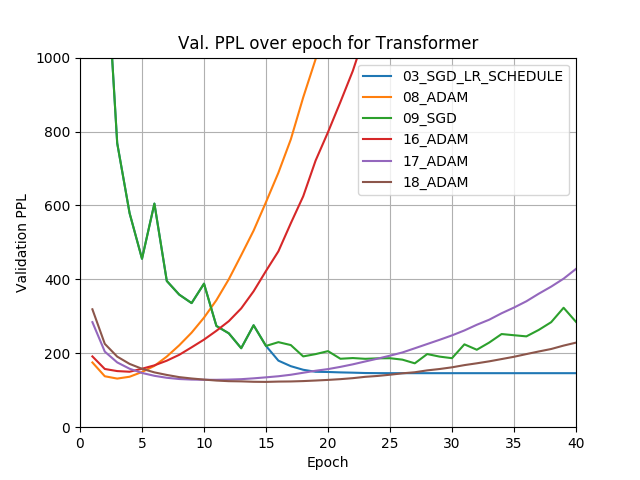 Val. PPL over epoch for Transformer
1000
800
600
400
200
0
Validation PPL
03_SGD_LR_SCHEDULE
08_ADAM
09_SGD
16_ADAM
17_ADAM
18_ADAM
0 5 10 15 20 25 30 35 40
Epoch